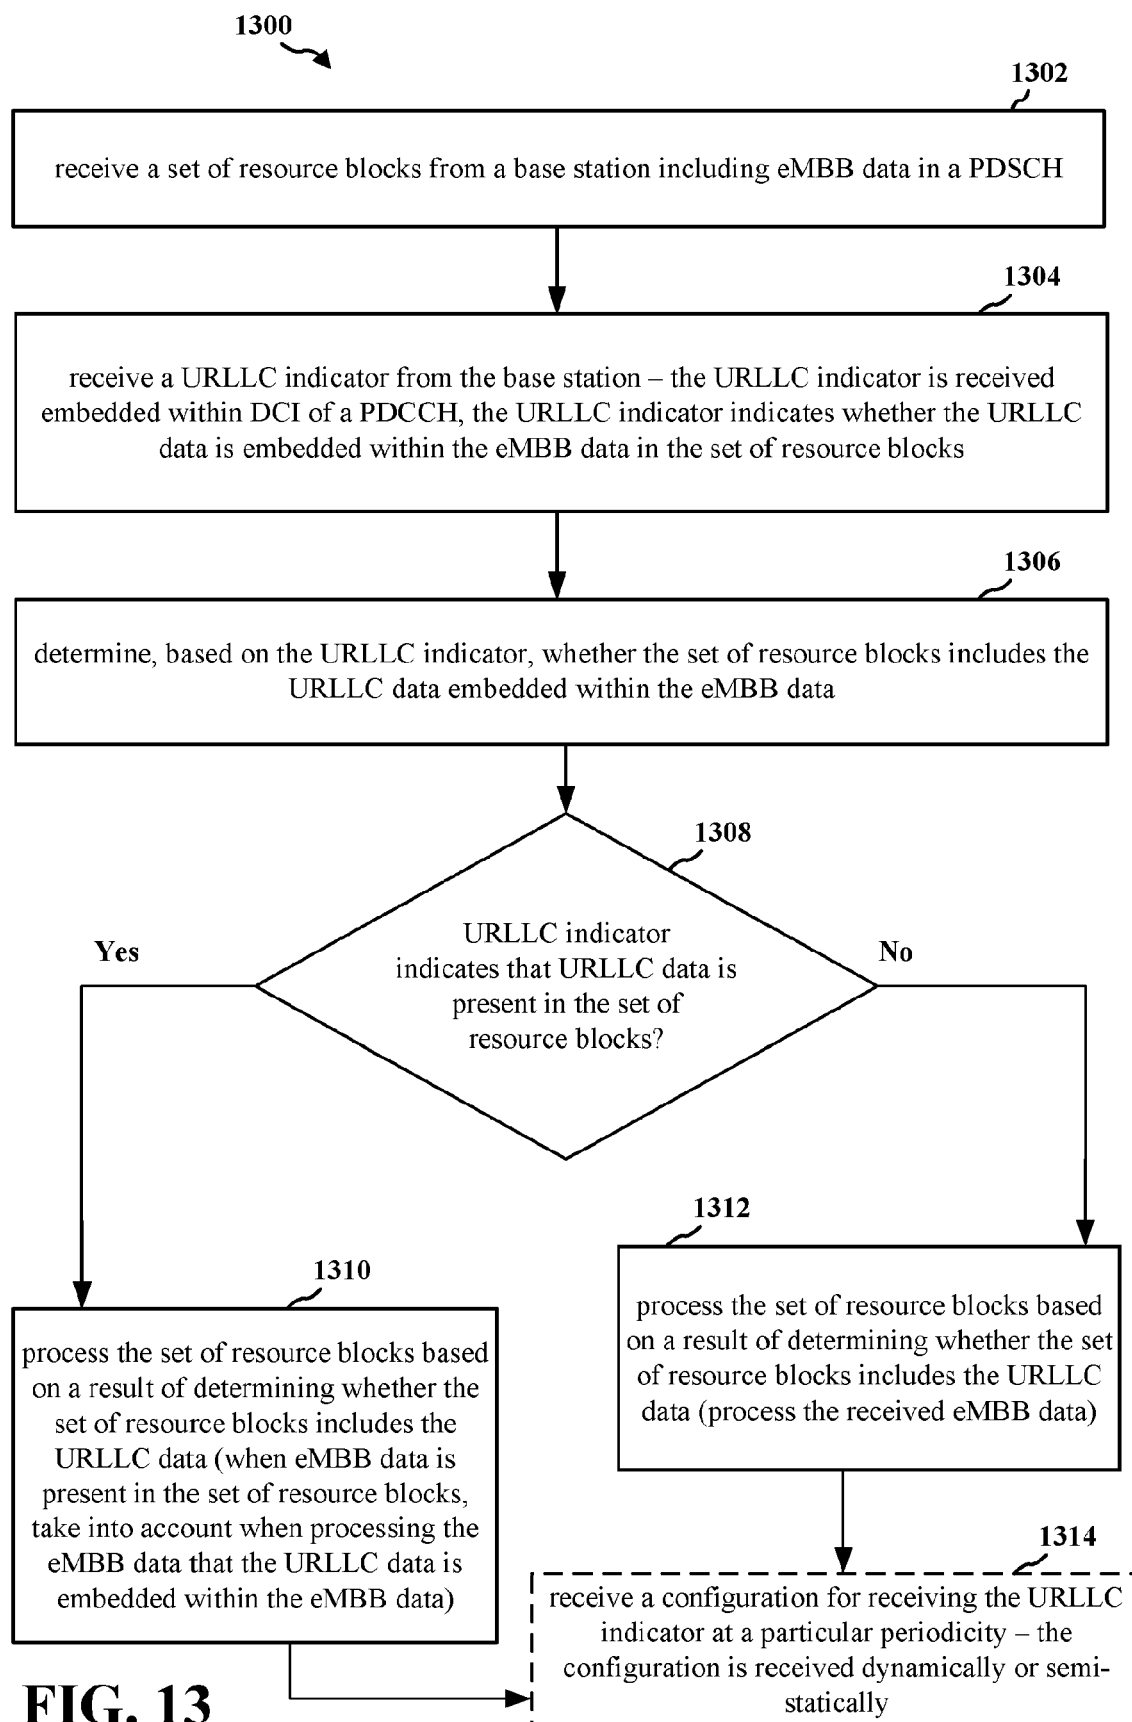 1300
1302
receive a set of resource blocks from a base station including eMBB data in a PDSCH
1304
receive a URLLC indicator from the base station – the URLLC indicator is received
embedded within DCI of a PDCCH, the URLLC indicator indicates whether the URLLC
data is embedded within the eMBB data in the set of resource blocks
1306
determine, based on the URLLC indicator, whether the set of resource blocks includes the
URLLC data embedded within the eMBB data
1308
URLLC indicator
indicates that URLLC data is
present in the set of
resource blocks?
Yes
No
1310
process the set of resource blocks based
on a result of determining whether the
set of resource blocks includes the
URLLC data (when eMBB data is
present in the set of resource blocks,
take into account when processing the
eMBB data that the URLLC data is
embedded within the eMBB data)
1312
process the set of resource blocks based
on a result of determining whether the set
of resource blocks includes the URLLC
data (process the received eMBB data)
1314
receive a configuration for receiving the URLLC
indicator at a particular periodicity – the
configuration is received dynamically or semi-
statically
FIG. 13